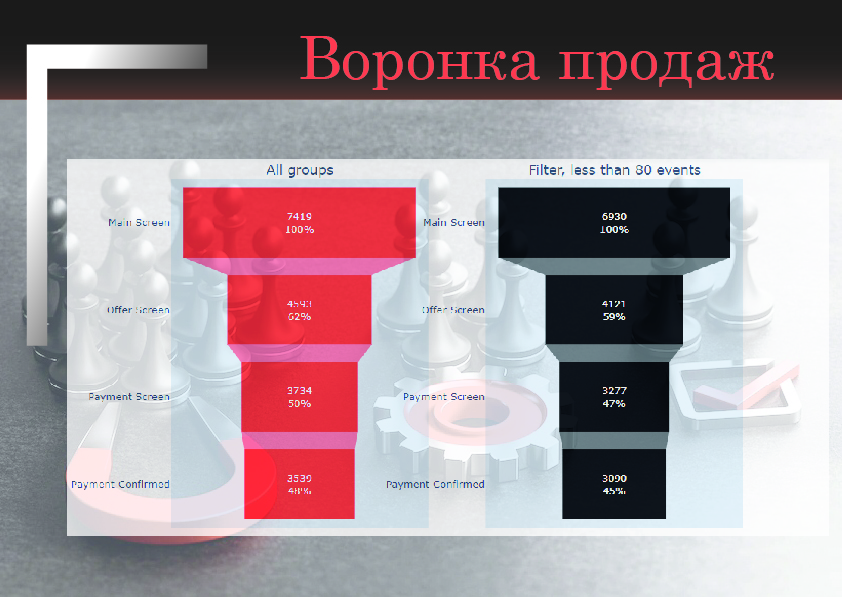 Воронка продаж
All groups
Main Screen
7419
100%
Offer Screen
4593
62%
Payment Screen
3734
50%
Payment Confirmed
3539
48%
Filter, less than 80 events
Main Screen
6930
100%
Offer Screen
4121
59%
Payment Screen
3277
47%
Payment Confirmed
3090
45%